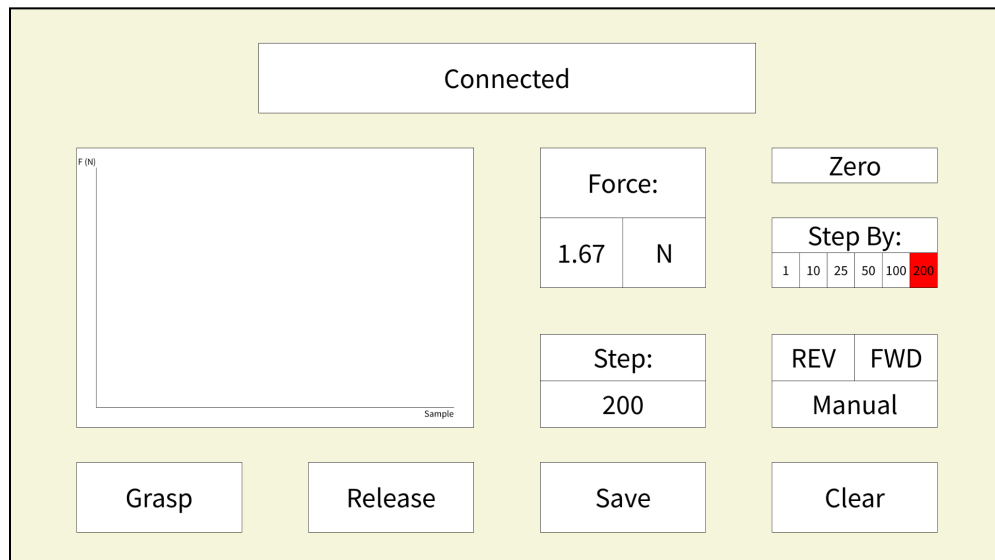 Connected
F (N)
Sample
Force:
1.67 N
Zero
Step By:
1 10 25 50 100 200
Step:
200
REV FWD
Manual
Grasp Release Save Clear